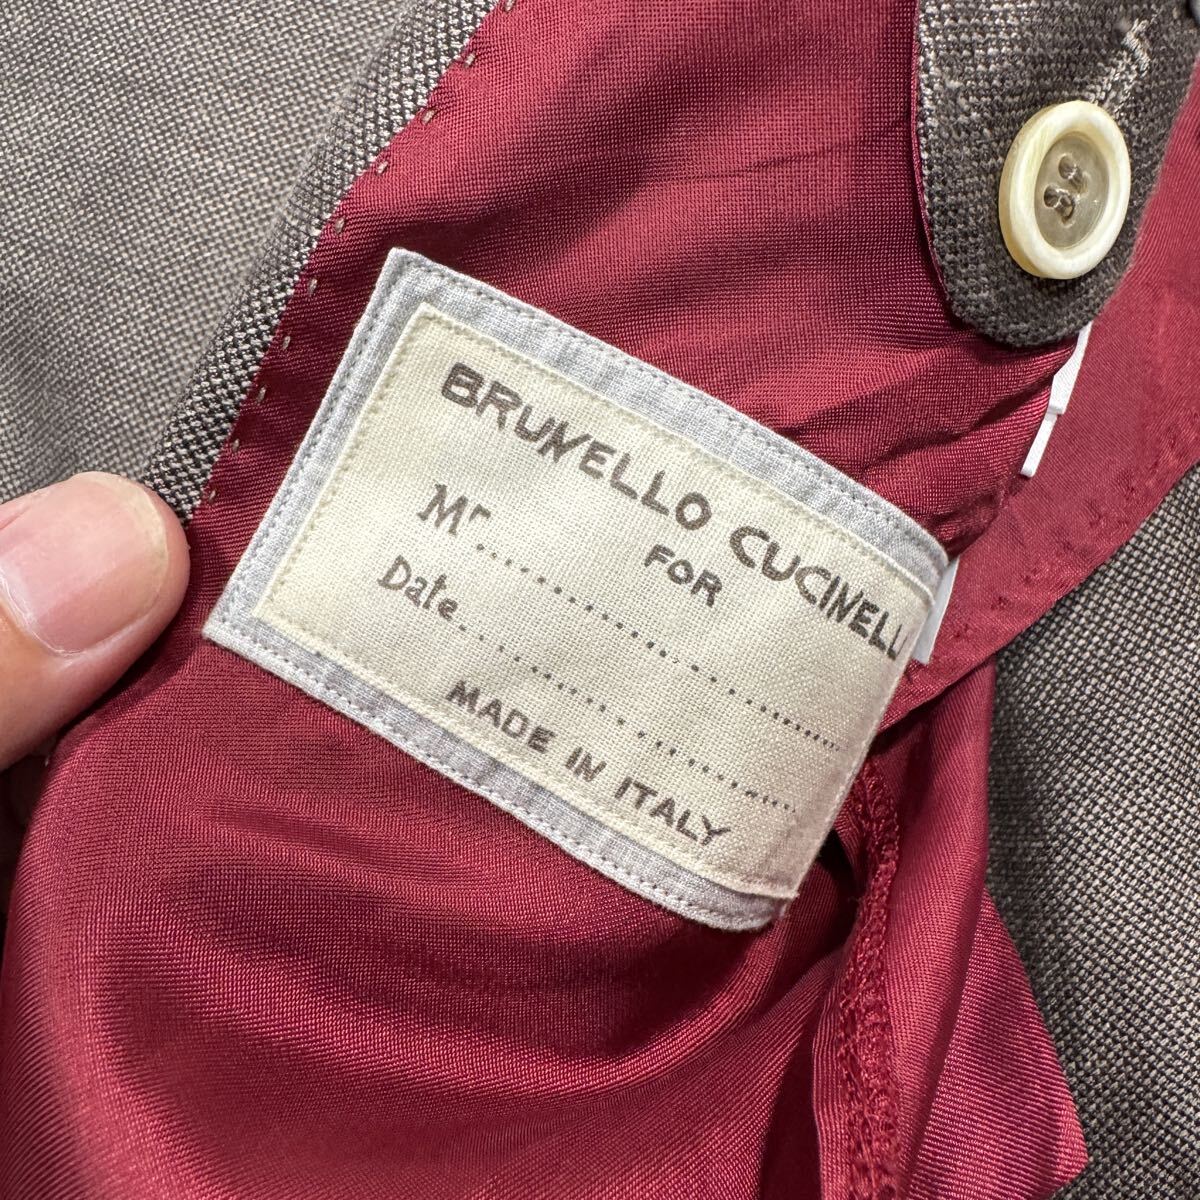 BRUNELLO CUCINELLI
FOR
Mr.
Date
MADE IN ITALY